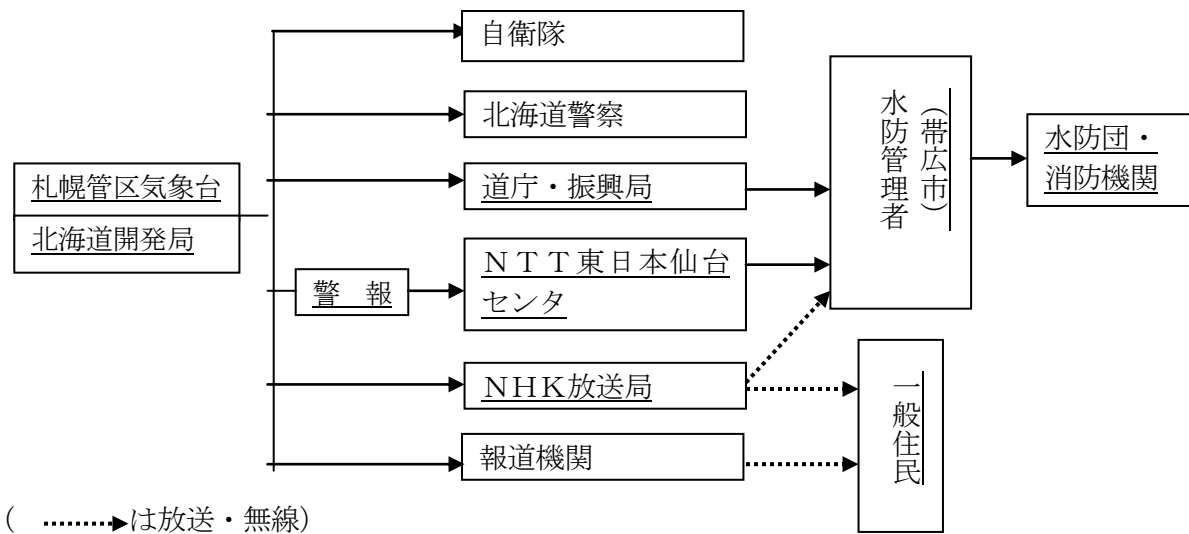 自衛隊
北海道警察
道庁・振興局
札幌管区気象台
北海道開発局
警　報
ＮＴＴ東日本仙台
センタ
ＮＨＫ放送局
報道機関
水防管理者
（帯広市）
水防団・
消防機関
一般住民
(　　は放送・無線)